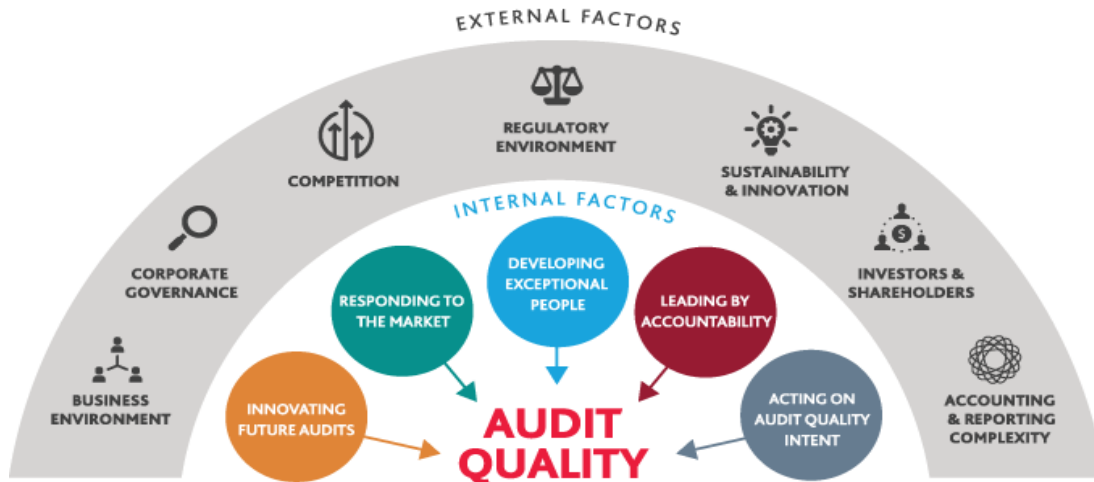 EXTERNAL FACTORS
REGULATORY
ENVIRONMENT
COMPETITION
SUSTAINABILITY
& INNOVATION
CORPORATE
GOVERNANCE
INVESTORS &
SHAREHOLDERS
BUSINESS
ENVIRONMENT
ACCOUNTING
& REPORTING
COMPLEXITY
INTERNAL FACTORS
INNOVATING
FUTURE AUDITS
RESPONDING TO
THE MARKET
DEVELOPING
EXCEPTIONAL
PEOPLE
LEADING BY
ACCOUNTABILITY
ACTING ON
AUDIT QUALITY
INTENT
AUDIT
QUALITY
$